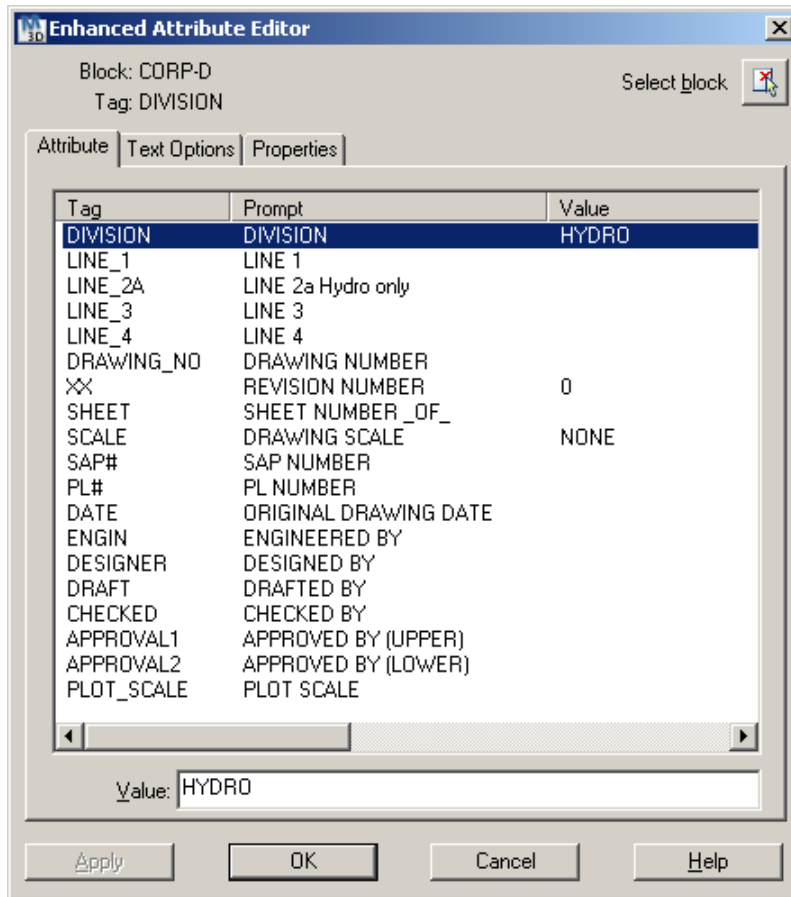 Enhanced Attribute Editor
Block: CORP-D
Select block
Tag: DIVISION
Attribute Text Options Properties
Tag Prompt Value
DIVISION DIVISION HYDRO
LINE_1 LINE 1
LINE_2A LINE 2a Hydro only
LINE_3 LINE 3
LINE_4 LINE 4
DRAWING_NO DRAWING NUMBER
XX REVISION NUMBER 0
SHEET SHEET NUMBER _OF_
SCALE DRAWING SCALE NONE
SAP# SAP NUMBER
PL# PL NUMBER
DATE ORIGINAL DRAWING DATE
ENGIN ENGINEERED BY
DESIGNER DESIGNED BY
DRAFT DRAFTED BY
CHECKED CHECKED BY
APPROVAL1 APPROVED BY (UPPER)
APPROVAL2 APPROVED BY (LOWER)
PLOT_SCALE PLOT SCALE
Value: HYDRO
Apply OK Cancel Help